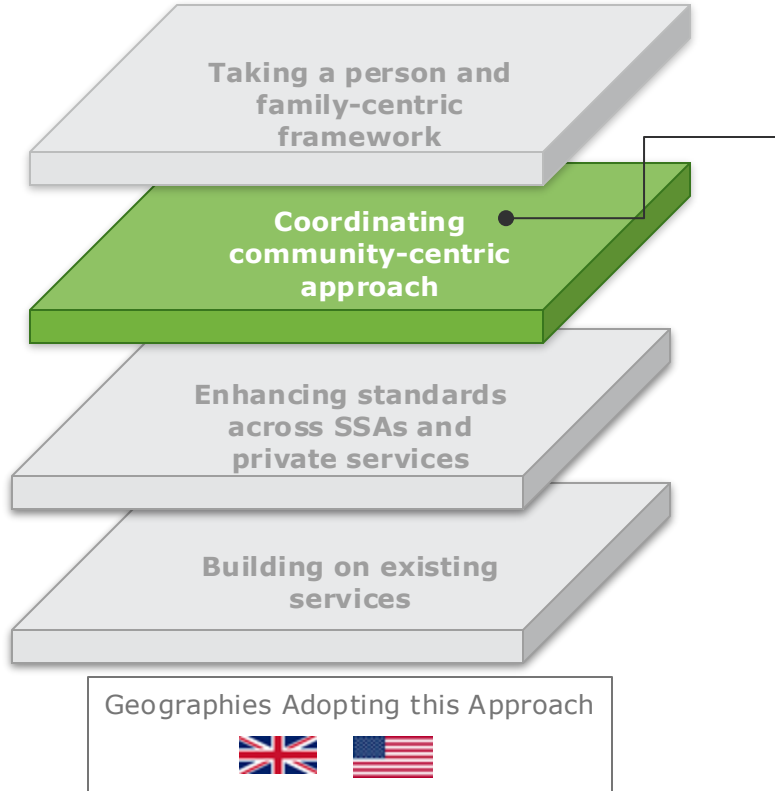 Taking a person and
family-centric
framework
Coordinating
community-centric
approach
Enhancing standards
across SSAs and
private services
Building on existing
services
Geographies Adopting this Approach